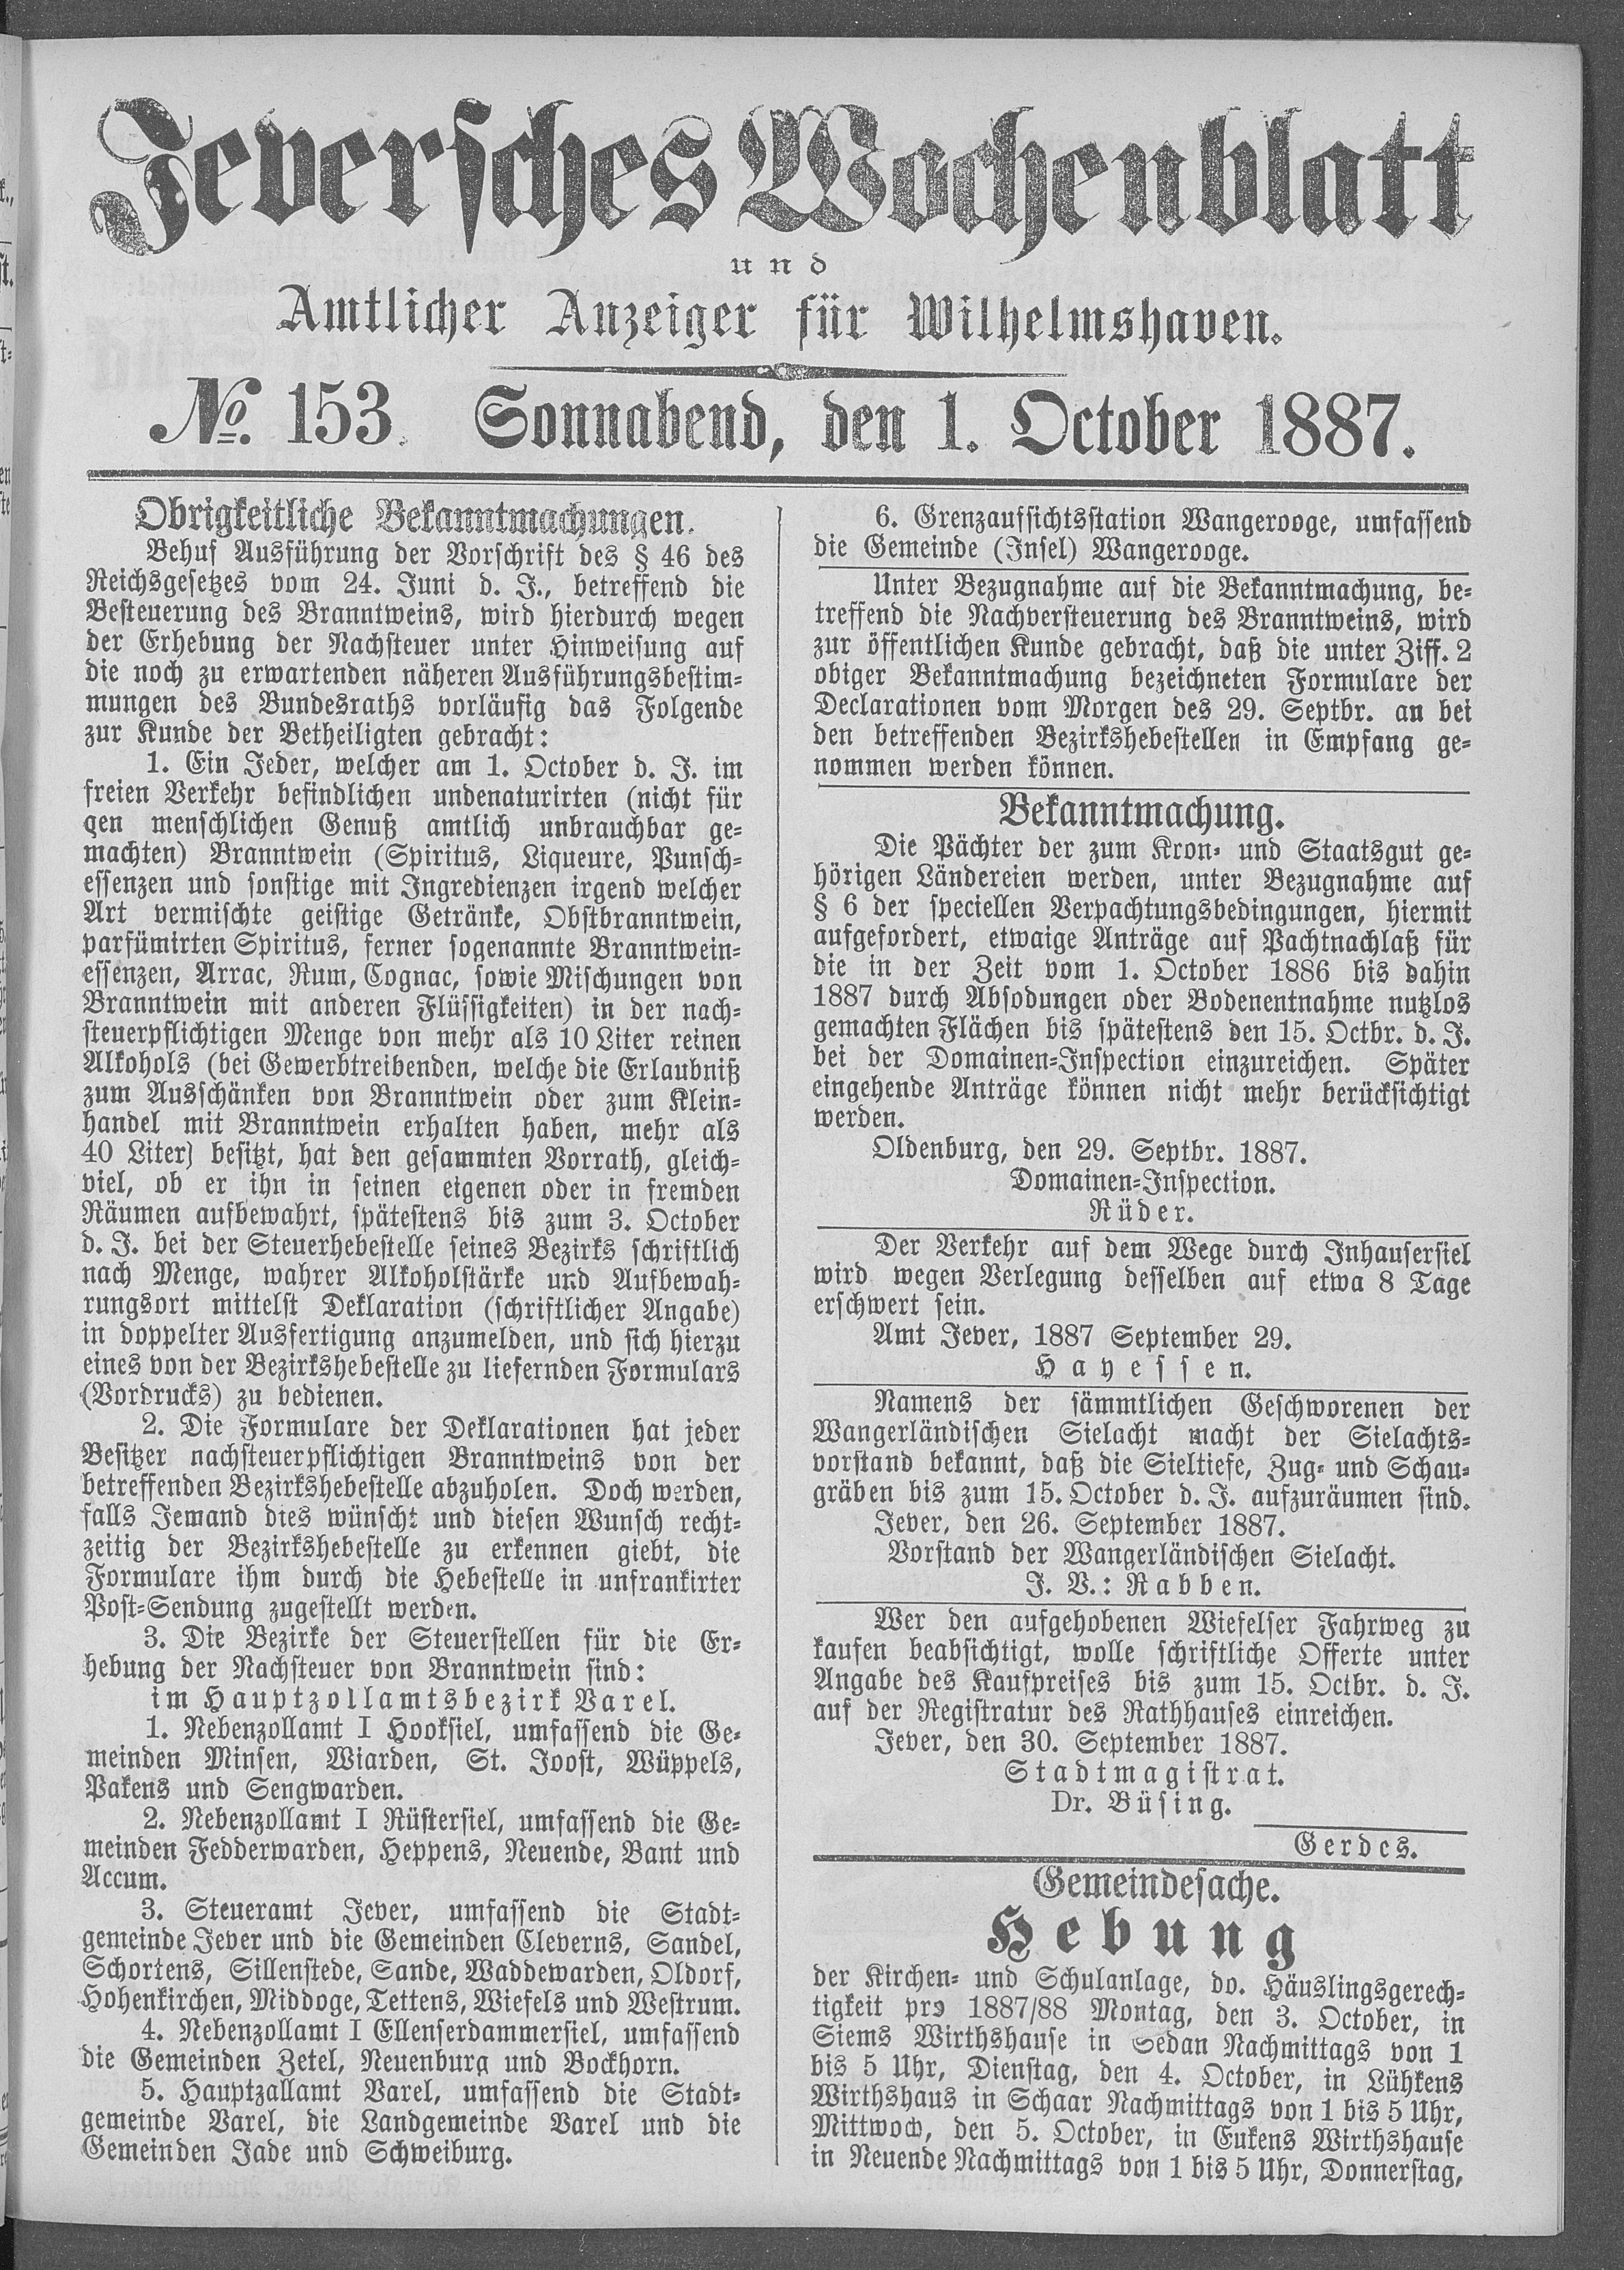 Jeversches Wochenblatt
und
Amtlicher Anzeiger für Wilhelmshaven.
No. 153. Sonnabend, den 1. October 1887.
Obrigkeitliche Bekanntmachungen.
Behuf Ausführung der Vorschrift des § 46 des
Reichsgesetzes vom 24. Juni d. J., betreffend die
Besteuerung des Branntweins, wird hierdurch wegen
der Erhebung der Nachsteuer unter Hinweisung auf
die noch zu erwartenden näheren Ausführungsbestim-
mungen des Bundesraths vorläufig das Folgende
zur Kunde der Betheiligten gebracht:
1. Ein Jeder, welcher am 1. October d. J. im
freien Verkehr befindlichen undenaturirten (nicht für
gen menschlichen Genuß amtlich unbrauchbar ge-
machten) Branntwein (Spiritus, Liqueure, Punsch-
essenzen und sonstige mit Ingredienzen irgend welcher
Art vermischte geistige Getränke, Obstbranntwein,
parfümirten Spiritus, ferner sogenannte Branntwein-
essenzen, Arrac, Rum, Cognac, sowie Mischungen von
Branntwein mit anderen Flüssigkeiten) in der nach-
steuerpflichtigen Menge von mehr als 10 Liter reinen
Alkohols (bei Gewerbtreibenden, welche die Erlaubniß
zum Ausschänken von Branntwein oder zum Klein-
handel mit Branntwein erhalten haben, mehr als
40 Liter) besitzt, hat den gesammten Vorrath, gleich-
viel, ob er ihn in seinen eigenen oder in fremden
Räumen aufbewahrt, spätestens bis zum 3. October
d. J. bei der Steuerhebestelle seines Bezirks schriftlich
nach Menge, wahrer Alkoholstärke und Aufbewah-
rungsort mittelst Deklaration (schriftlicher Angabe)
in doppelter Ausfertigung anzumelden, und sich hierzu
eines von der Bezirkshebestelle zu liefernden Formulars
(Vordrucks) zu bedienen.
2. Die Formulare der Deklarationen hat jeder
Besitzer nachsteuerpflichtigen Branntweins von der
betreffenden Bezirkshebestelle abzuholen. Doch werden,
falls Jemand dies wünscht und diesen Wunsch recht-
zeitig der Bezirkshebestelle zu erkennen giebt, die
Formulare ihm durch die Hebestelle in unfrankirter
Post-Sendung zugestellt werden.
3. Die Bezirke der Steuerstellen für die Er-
hebung der Nachsteuer von Branntwein sind:
im Hauptzollamtsbezirk Varel.
1. Nebenzollamt I Hooksiel, umfassend die Ge-
meinden Minsen, Wiarden, St. Joost, Wüppels,
Pakens und Sengwarden.
2. Nebenzollamt I Rüstersiel, umfassend die Ge-
meinden Fedderwarden, Heppens, Neuende, Bant und
Accum.
3. Steueramt Jever, umfassend die Stadt-
gemeinde Jever und die Gemeinden Cleverns, Sandel,
Schortens, Sillenstede, Sande, Waddewarden, Oldorf,
Hohenkirchen, Middoge, Tettens, Wiefels und Westrum.
4. Nebenzollamt I Ellenserdammersiel, umfassend
die Gemeinden Zetel, Neuenburg und Bockhorn.
5. Hauptzallamt Varel, umfassend die Stadt-
gemeinde Varel, die Landgemeinde Varel und die
Gemeinden Jade und Schweiburg.
6. Grenzaufsichtsstation Wangerooge, umfassend
die Gemeinde (Insel) Wangerooge.
Unter Bezugnahme auf die Bekanntmachung, be-
treffend die Nachversteuerung des Branntweins, wird
zur öffentlichen Kunde gebracht, daß die unter Ziff. 2
obiger Bekanntmachung bezeichneten Formulare der
Declarationen vom Morgen des 29. Septbr. an bei
den betreffenden Bezirkshebestellen in Empfang ge-
nommen werden können.
Bekanntmachung.
Die Pächter der zum Kron- und Staatsgut ge-
hörigen Ländereien werden, unter Bezugnahme auf
§ 6 der speciellen Verpachtungsbedingungen, hiermit
aufgefordert, etwaige Anträge auf Pachtnachlaß für
die in der Zeit vom 1. October 1886 bis dahin
1887 durch Absodungen oder Bodenentnahme nutzlos
gemachten Flächen bis spätestens den 15. Octbr. d. J.
bei der Domainen-Inspection einzureichen. Später
eingehende Anträge können nicht mehr berücksichtigt
werden.
Oldenburg, den 29. Septbr. 1887.
Domainen-Inspection.
Rüder.
Der Verkehr auf dem Wege durch Inhausersiel
wird wegen Verlegung desselben auf etwa 8 Tage
erschwert sein.
Amt Jever, 1887 September 29.
Hayessen.
Namens der sämmtlichen Geschworenen der
Wangerländischen Sielacht macht der Sielachts-
vorstand bekannt, daß die Sieltiefe, Zug- und Schau-
gräben bis zum 15. October d. J. aufzuräumen sind.
Jever, den 26. September 1887.
Vorstand der Wangerländischen Sielacht.
J. V.: Rabben.
Wer den aufgehobenen Wiefelser Fahrweg zu
kaufen beabsichtigt, wolle schriftliche Offerte unter
Angabe des Kaufpreises bis zum 15. Octbr. d. J.
auf der Registratur des Rathhauses einreichen.
Jever, den 30. September 1887.
Stadtmagistrat.
Dr. Büsing.
Gerdes.
Gemeindesache.
Hebung
der Kirchen- und Schulanlage, do. Häuslingsgerech-
tigkeit pro 1887/88 Montag, den 3. October, in
Siems Wirthshause in Sedan Nachmittags von 1
bis 5 Uhr, Dienstag, den 4. October, in Lühkens
Wirthshaus in Schaar Nachmittags von 1 bis 5 Uhr,
Mittwoch, den 5. October, in Eukens Wirthshause
in Neuende Nachmittags von 1 bis 5 Uhr, Donnerstag,